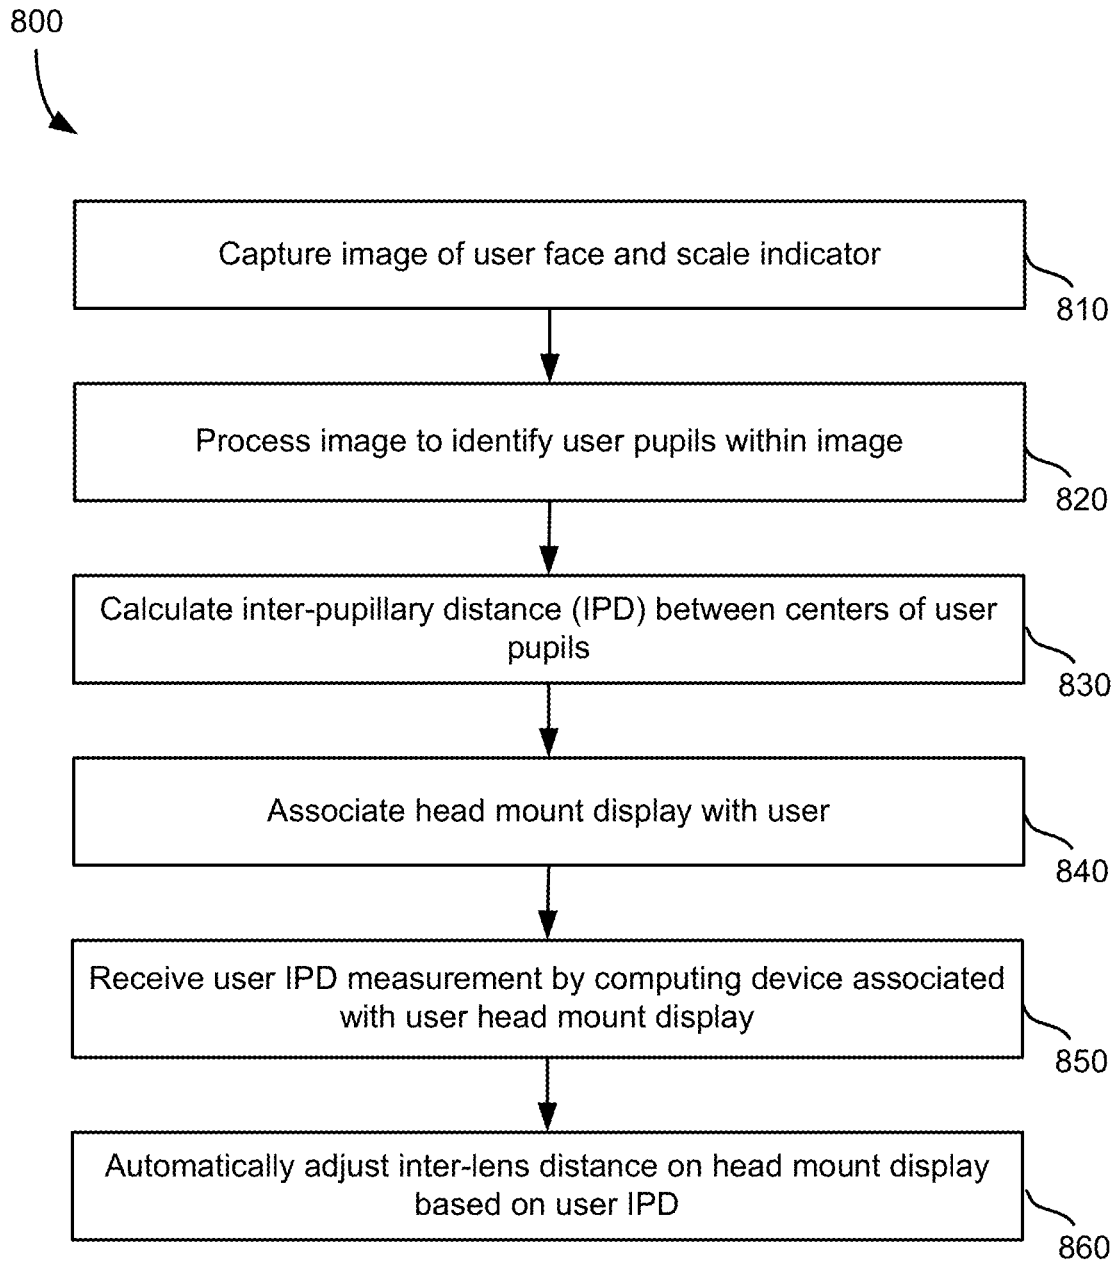 800
Capture image of user face and scale indicator
810
Process image to identify user pupils within image
820
Calculate inter-pupillary distance (IPD) between centers of user
pupils
830
Associate head mount display with user
840
Receive user IPD measurement by computing device associated
with user head mount display
850
Automatically adjust inter-lens distance on head mount display
based on user IPD
860